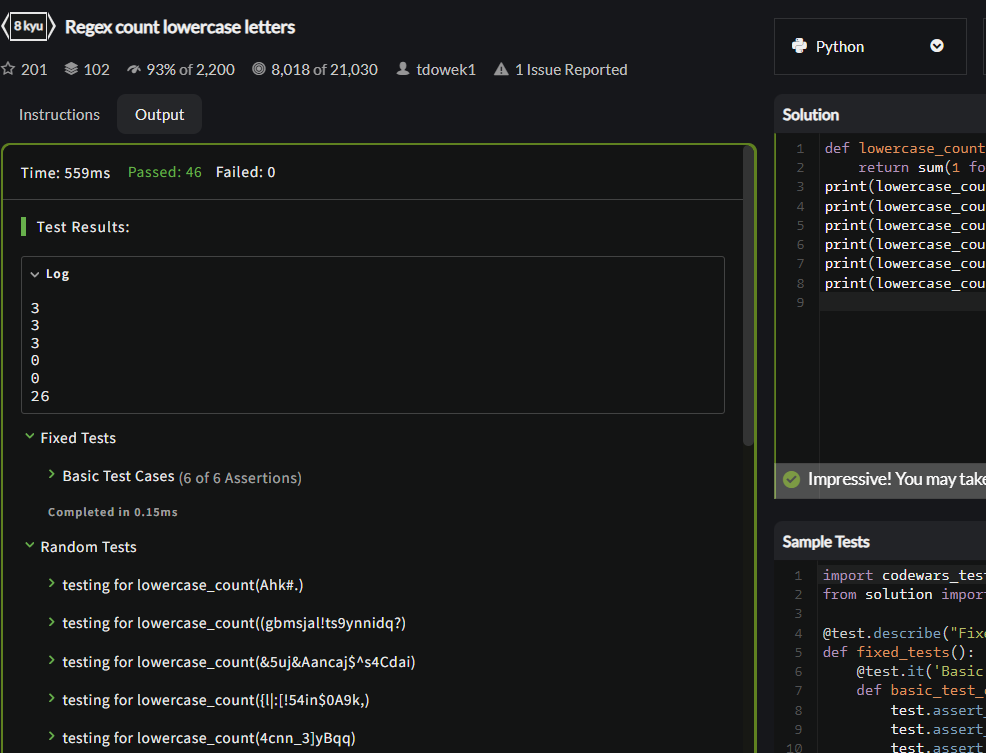 8 kyu Regex count lowercase letters
201 102 93% of 2,200 8,018 of 21,030 tdowek1 1 Issue Reported
Python
Instructions Output
Time: 559ms Passed: 46 Failed: 0
Test Results:
Log
3
3
3
0
0
26
Fixed Tests
Basic Test Cases (6 of 6 Assertions)
Completed in 0.15ms
Random Tests
testing for lowercase_count(Ahk#.)
testing for lowercase_count((gbmsjal!ts9ynnidq?)
testing for lowercase_count(&5uj&Aancaj$^s4Cdai)
testing for lowercase_count({l|:[!54in$0A9k,)
testing for lowercase_count(4cnn_3]yBqq)
Solution
1 def lowercase_count
2 return sum(1 fo
3 print(lowercase_cou
4 print(lowercase_cou
5 print(lowercase_cou
6 print(lowercase_cou
7 print(lowercase_cou
8 print(lowercase_cou
9
Impressive! You may take
Sample Tests
1 import codewars_test
2 from solution import
3
4 @test.describe("Fixe
5 def fixed_tests():
6 @test.it('Basic
7 def basic_test_c
8 test.assert_
9 test.assert_
10 test.assert_